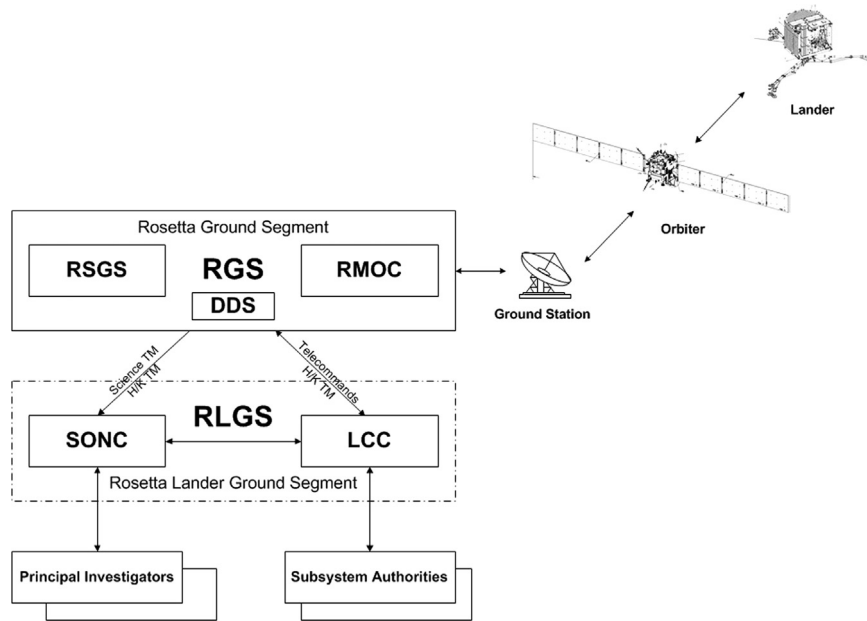 Lander
Orbiter
Rosetta Ground Segment
RSGS
RGS
RMOC
DDS
Ground Station
Science TM
H/K TM
Telecommands
H/K TM
RLGS
SONC
LCC
Rosetta Lander Ground Segment
Principal Investigators
Subsystem Authorities